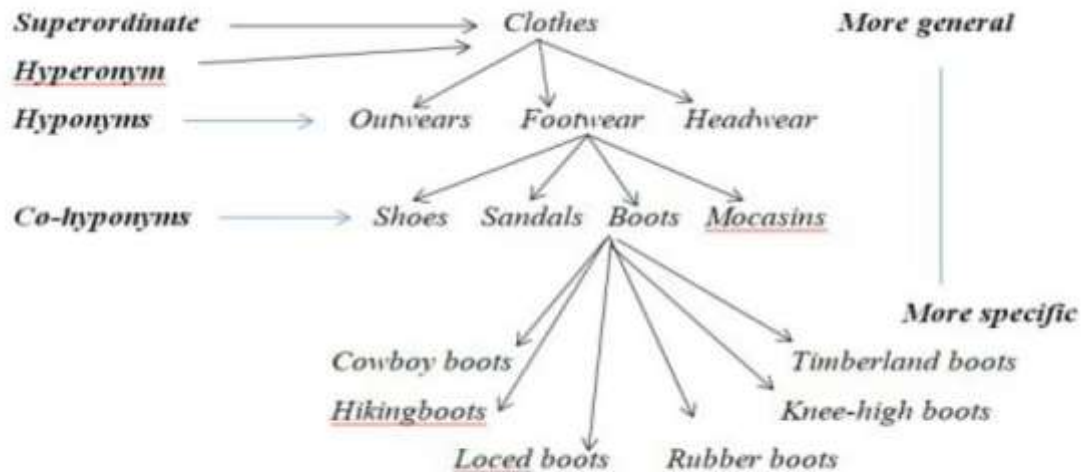 Superordinate Clothes More general
Hyperonym
Hyponyms Outwears Footwear Headwear
Co-hyponyms Shoes Sandals Boots Mocasins
More specific
Cowboy boots Timberland boots
Hikingboots Knee-high boots
Loced boots Rubber boots